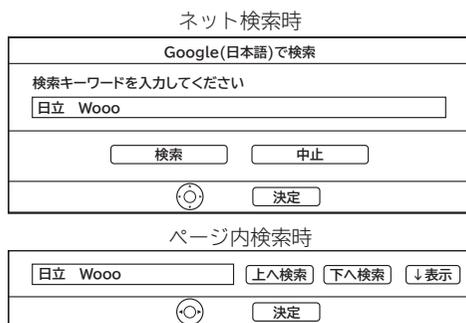 ネット検索時
Google(日本語)で検索
検索キーワードを入力してください
日立　Wooo
検索　中止
決定
ページ内検索時
日立　Wooo　上へ検索　下へ検索　↓表示
決定